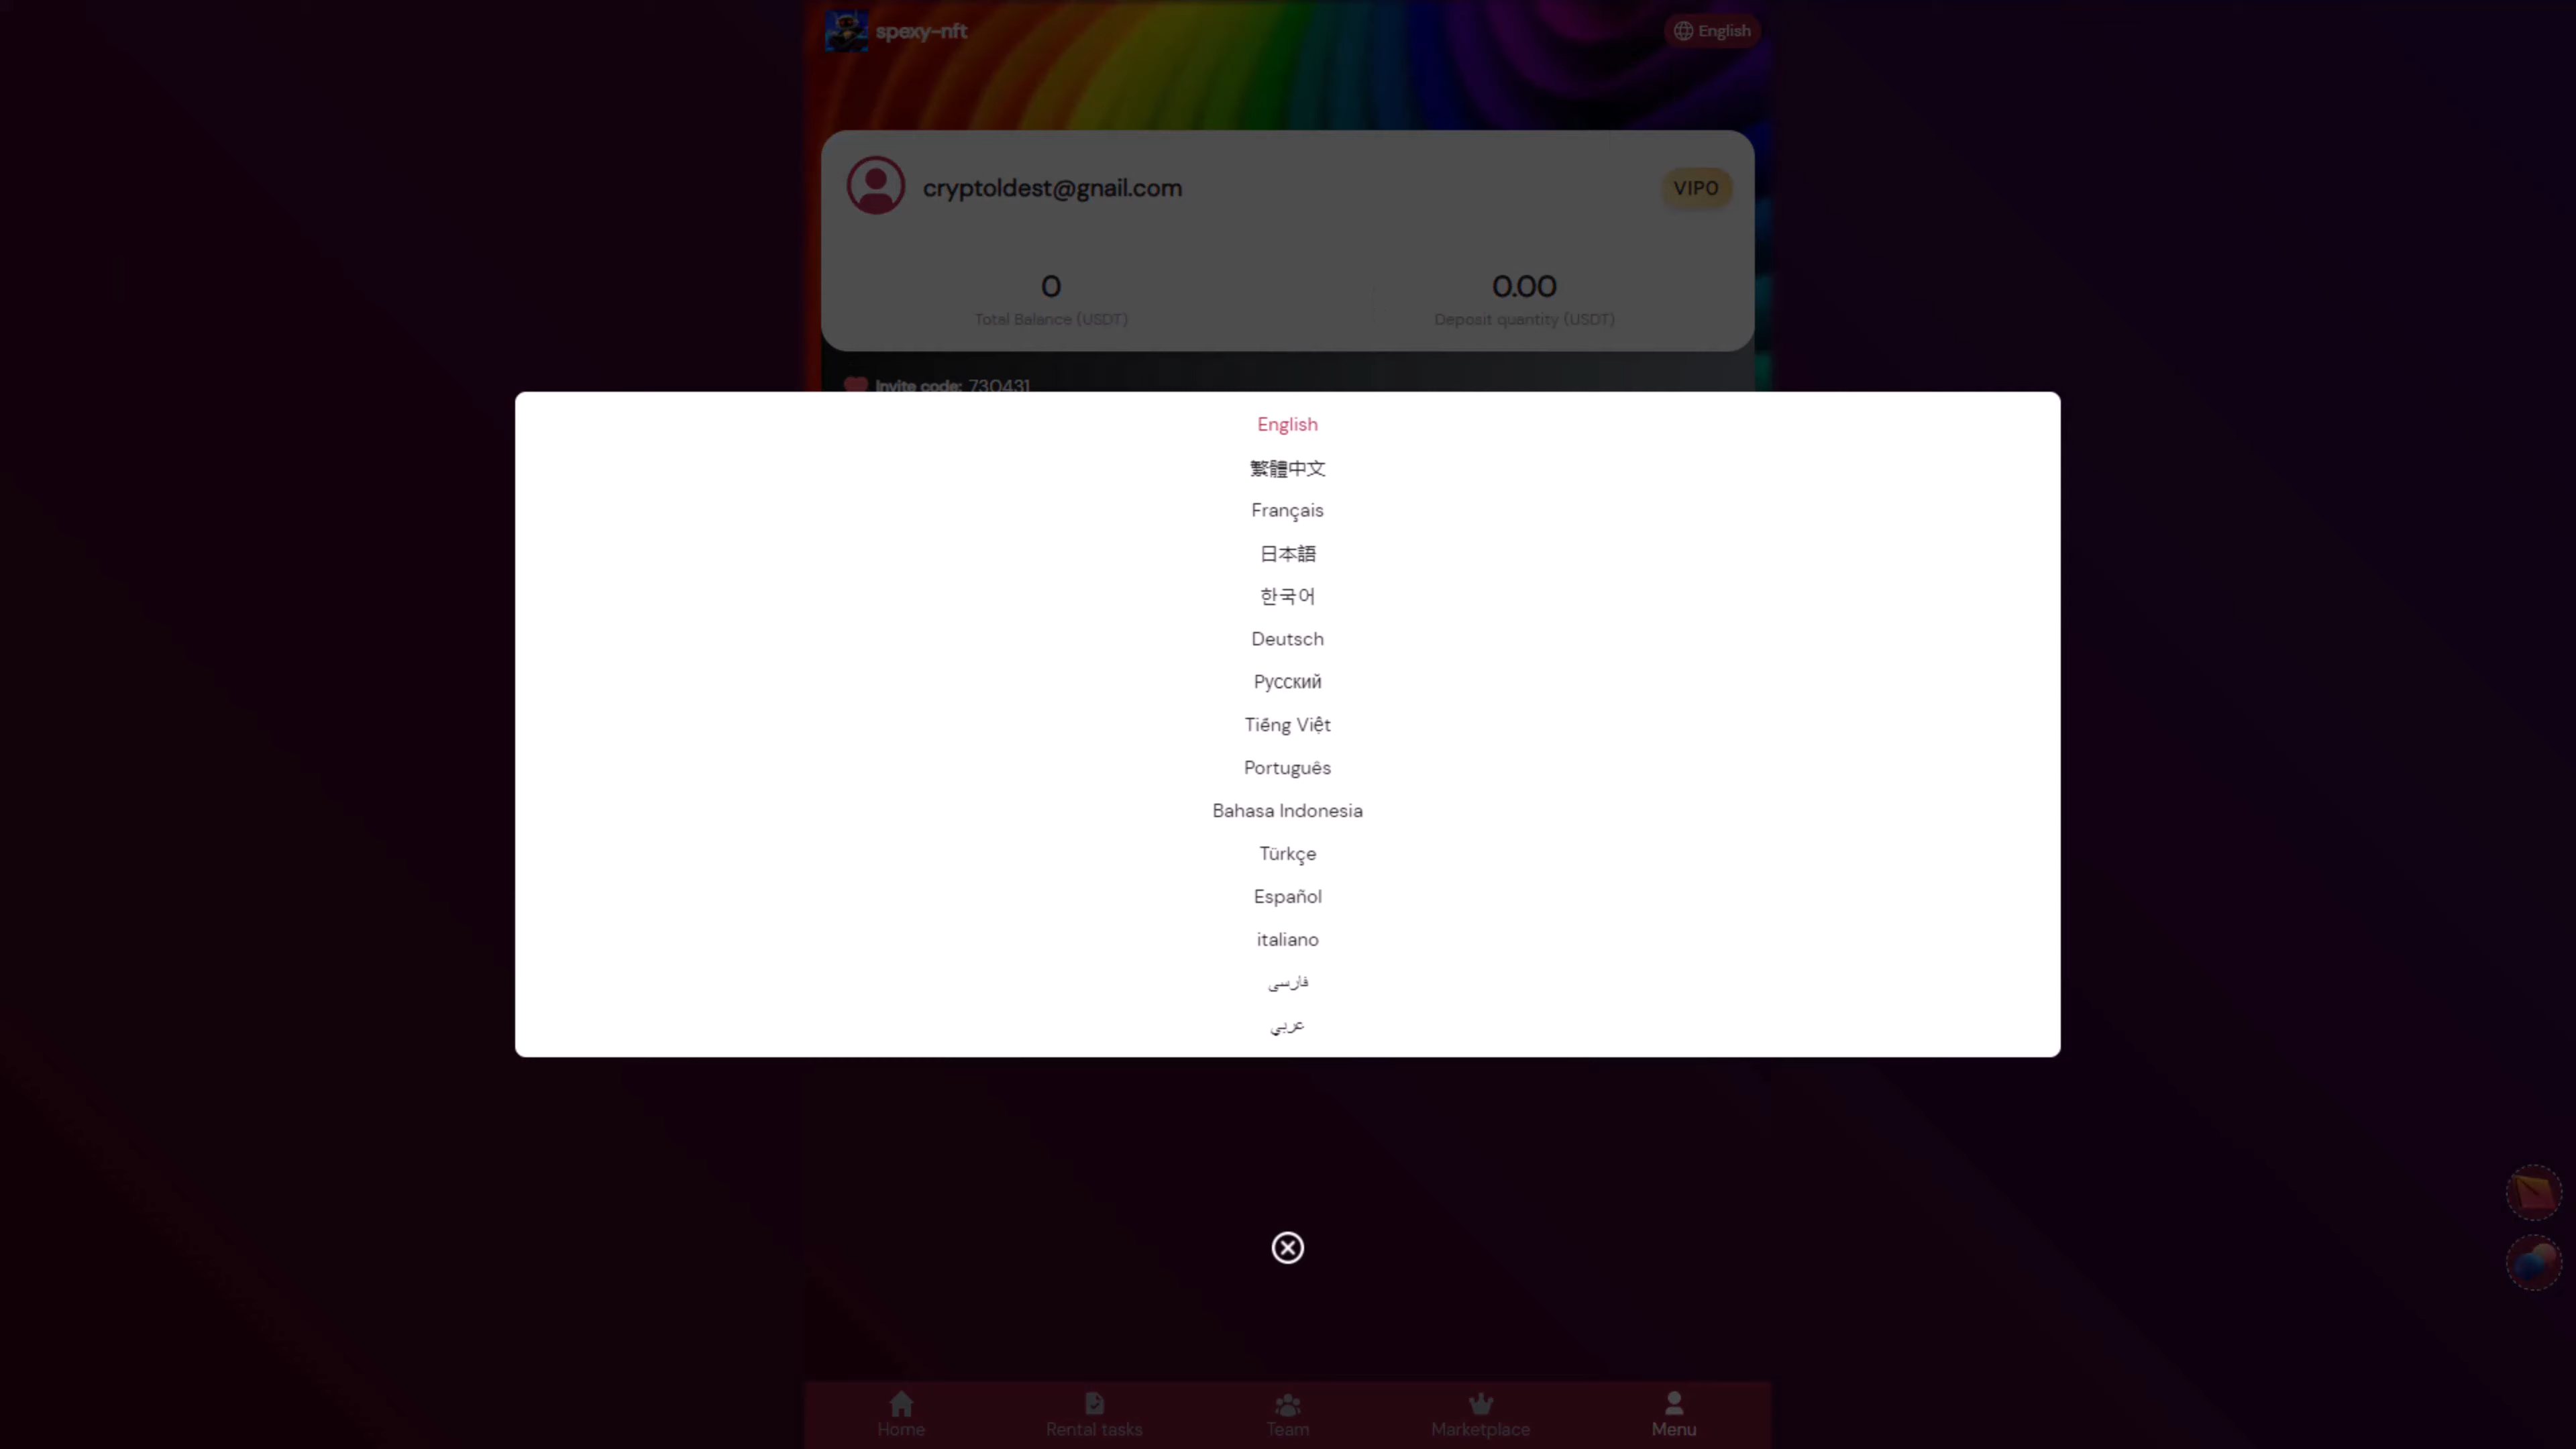 spexy-nft
English
cryptoldest@gnail.com
VIP0
0
0.00
Total Balance (USDT)
Deposit quantity (USDT)
Invite code: 730431
English
繁體中文
Français
日本語
한국어
Deutsch
Русский
Tiếng Việt
Português
Bahasa Indonesia
Türkçe
Español
italiano
فارسی
عربي
Home
Rental tasks
Team
Marketplace
Menu